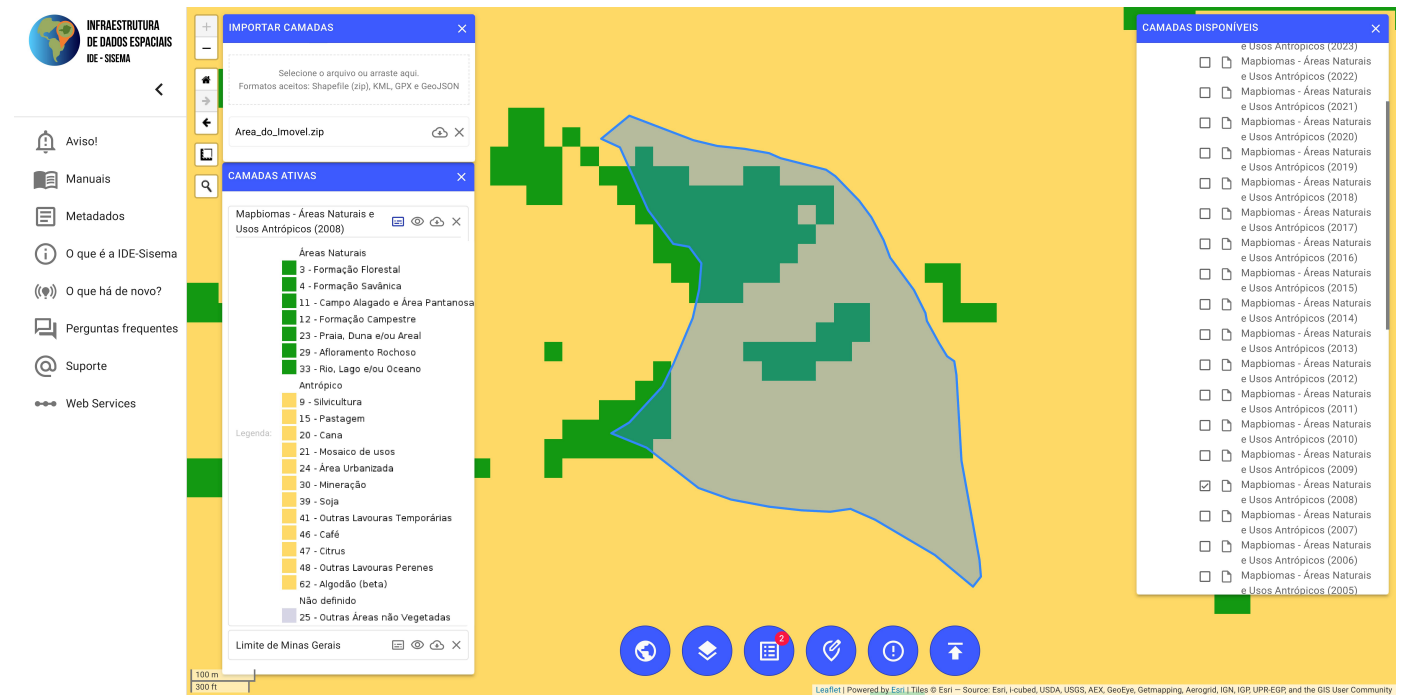 INFRAESTRUTURA
DE DADOS ESPACIAIS
IDE - SISEMA
Aviso!
Manuais
Metadados
O que é a IDE-Sisema
O que há de novo?
Perguntas frequentes
Suporte
Web Services
IMPORTAR CAMADAS
Selecione o arquivo ou arraste aqui.
Formatos aceitos: Shapefile (zip), KML, GPX e GeoJSON
Area_do_Imovel.zip
CAMADAS ATIVAS
Mapbiomas - Áreas Naturais e
Usos Antrópicos (2008)
Legenda:
Áreas Naturais
3 - Formação Florestal
4 - Formação Savânica
11 - Campo Alagado e Área Pantanosa
12 - Formação Campestre
23 - Praia, Duna e/ou Areal
29 - Afloramento Rochoso
33 - Rio, Lago e/ou Oceano
Antrópico
9 - Silvicultura
15 - Pastagem
20 - Cana
21 - Mosaico de usos
24 - Área Urbanizada
30 - Mineração
39 - Soja
41 - Outras Lavouras Temporárias
46 - Café
47 - Citrus
48 - Outras Lavouras Perenes
62 - Algodão (beta)
Não definido
25 - Outras Áreas não Vegetadas
Limite de Minas Gerais
100 m
300 ft
2
CAMADAS DISPONÍVEIS
e Usos Antrópicos (2023)
Mapbiomas - Áreas Naturais
e Usos Antrópicos (2022)
Mapbiomas - Áreas Naturais
e Usos Antrópicos (2021)
Mapbiomas - Áreas Naturais
e Usos Antrópicos (2020)
Mapbiomas - Áreas Naturais
e Usos Antrópicos (2019)
Mapbiomas - Áreas Naturais
e Usos Antrópicos (2018)
Mapbiomas - Áreas Naturais
e Usos Antrópicos (2017)
Mapbiomas - Áreas Naturais
e Usos Antrópicos (2016)
Mapbiomas - Áreas Naturais
e Usos Antrópicos (2015)
Mapbiomas - Áreas Naturais
e Usos Antrópicos (2014)
Mapbiomas - Áreas Naturais
e Usos Antrópicos (2013)
Mapbiomas - Áreas Naturais
e Usos Antrópicos (2012)
Mapbiomas - Áreas Naturais
e Usos Antrópicos (2011)
Mapbiomas - Áreas Naturais
e Usos Antrópicos (2010)
Mapbiomas - Áreas Naturais
e Usos Antrópicos (2009)
Mapbiomas - Áreas Naturais
e Usos Antrópicos (2008)
Mapbiomas - Áreas Naturais
e Usos Antrópicos (2007)
Mapbiomas - Áreas Naturais
e Usos Antrópicos (2006)
Mapbiomas - Áreas Naturais
e Usos Antrópicos (2005)
Leaflet | Powered by Esri | Tiles © Esri — Source: Esri, i-cubed, USDA, USGS, AEX, GeoEye, Getmapping, Aerogrid, IGN, IGP, UPR-EGP, and the GIS User Community